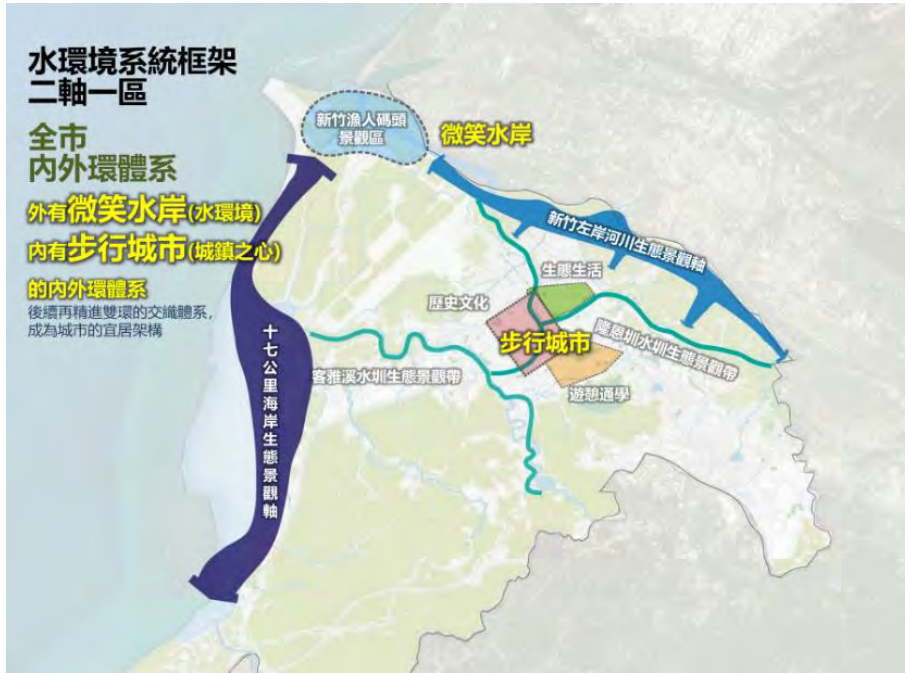 水環境系統框架
二軸一區
全市
內外環體系
外有微笑水岸(水環境)
內有步行城市(城鎮之心)
的內外環體系
後續再精進雙環的交織體系，
成為城市的宜居架構
新竹漁人碼頭
景觀區
微笑水岸
新竹左岸河川生態景觀軸
生態生活
歷史文化
步行城市
隆恩圳水圳生態景觀帶
客雅溪水圳生態景觀帶
遊憩通學
十七公里海岸生態景觀軸